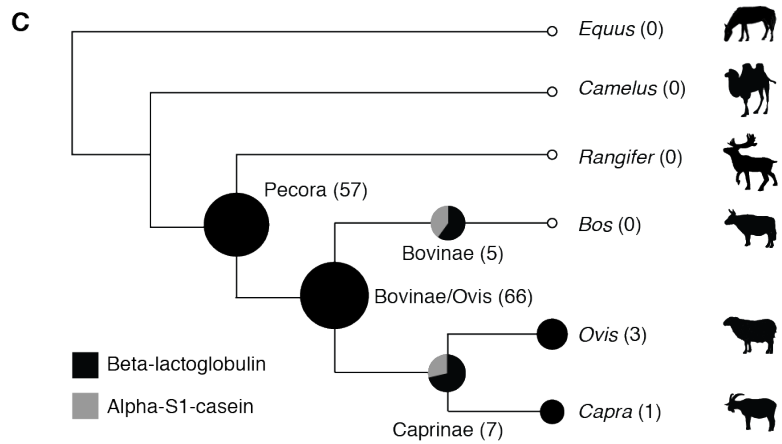 C
Equus (0)
Camelus (0)
Rangifer (0)
Pecora (57)
Bos (0)
Bovinae (5)
Bovinae/Ovis (66)
Ovis (3)
Beta-lactoglobulin
Alpha-S1-casein
Capra (1)
Caprinae (7)